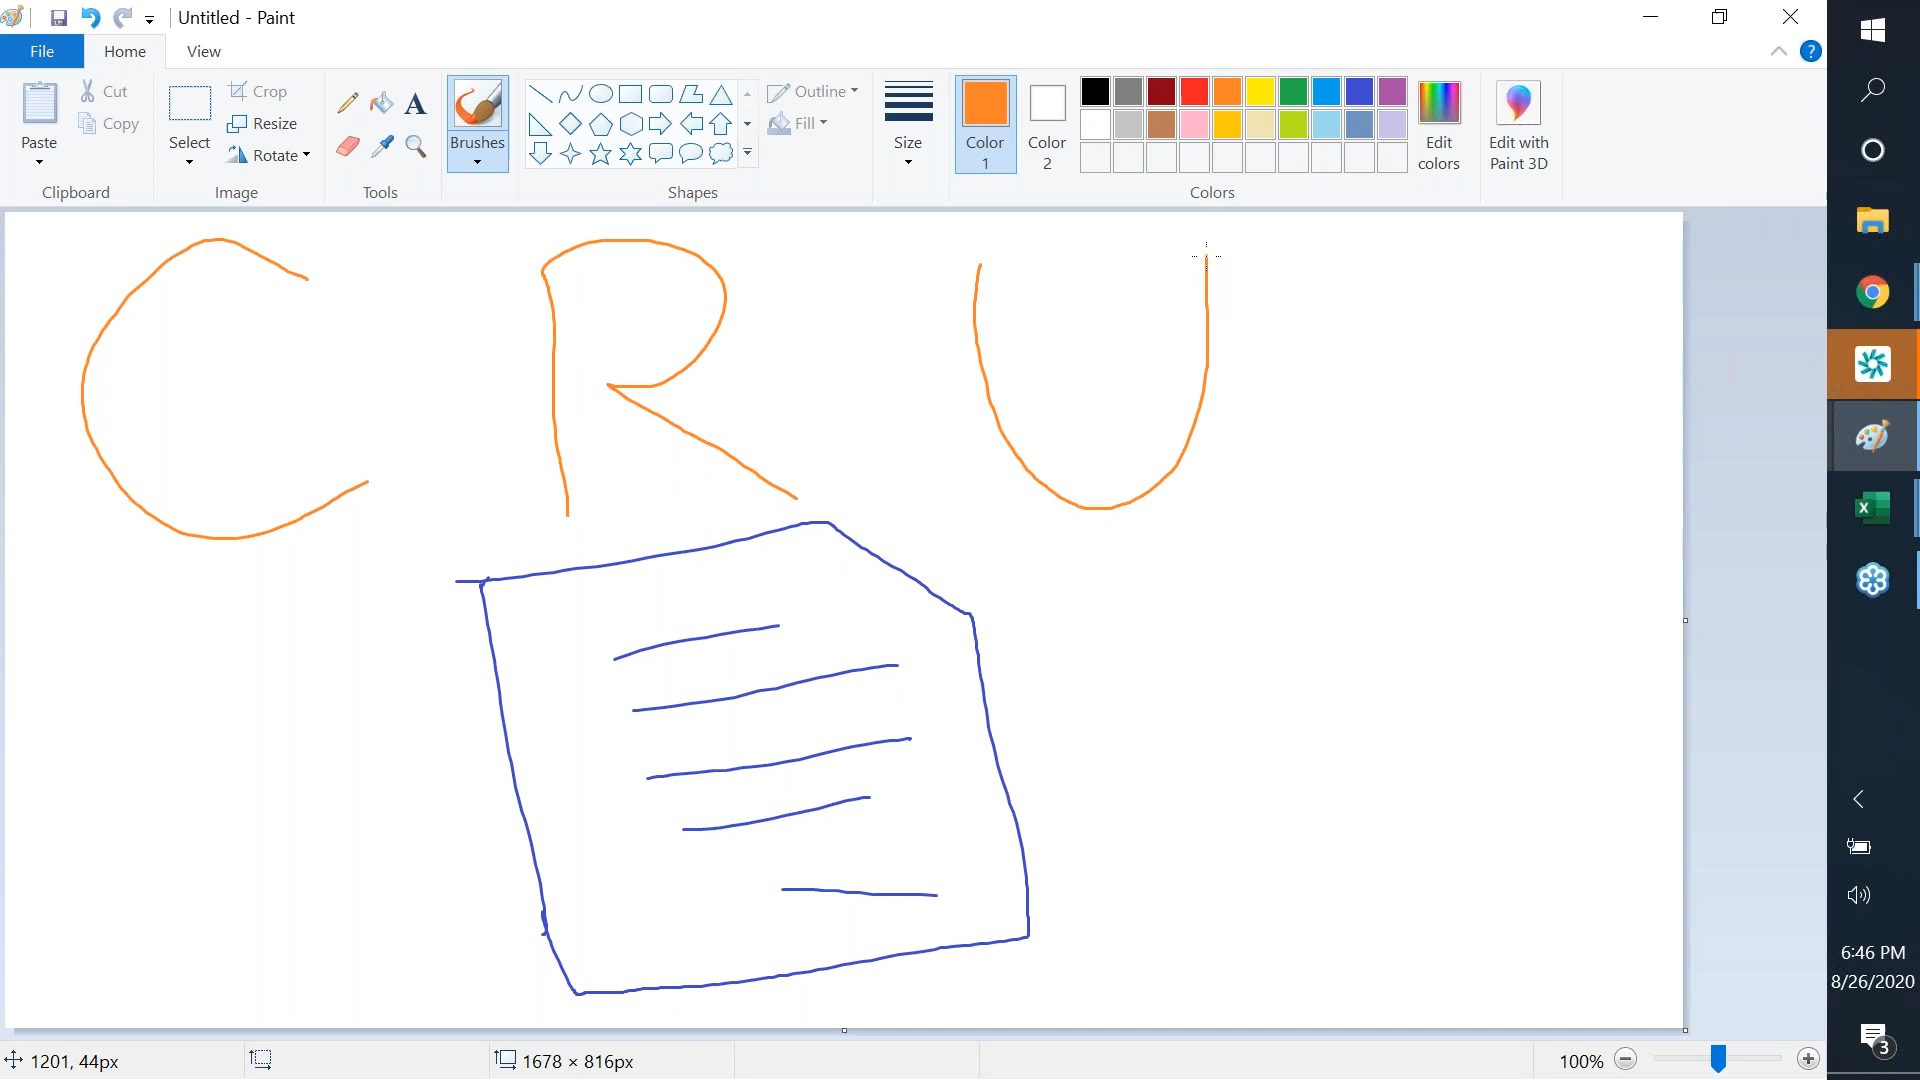 Untitled - Paint
File Home View
Paste
Cut
Copy
Clipboard
Select
Crop
Resize
Rotate
Image
Tools
Brushes
Shapes
Outline
Fill
Size
Color 1
Color 2
Colors
Edit colors
Edit with Paint 3D
C R U
6:46 PM
8/26/2020
3
1201, 44px
1678 × 816px
100%